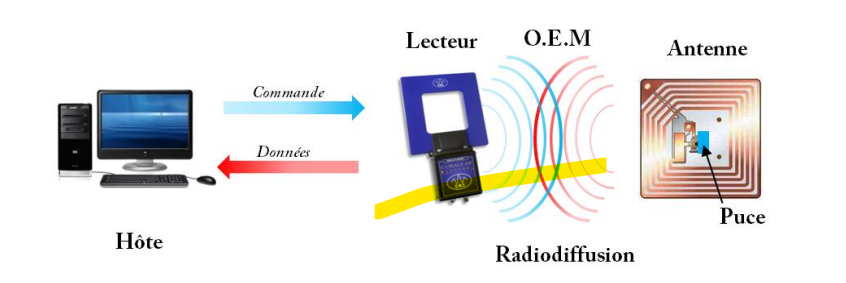 Lecteur
O.E.M
Antenne
Commande
Données
Puce
Hôte
Radiodiffusion